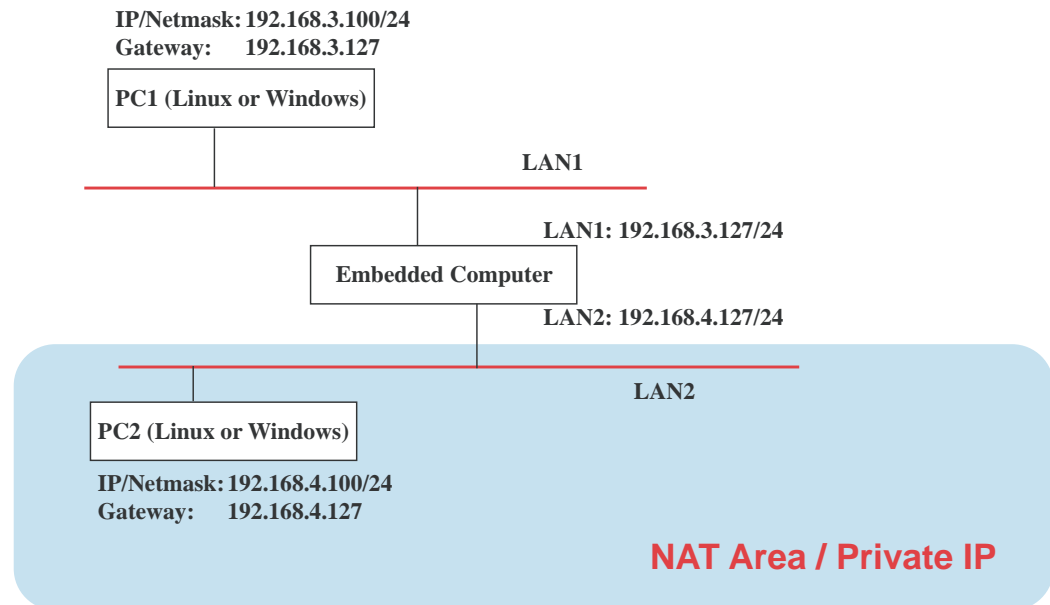 IP/Netmask: 192.168.3.100/24
Gateway: 192.168.3.127
PC1 (Linux or Windows)
LAN1
LAN1: 192.168.3.127/24
Embedded Computer
LAN2: 192.168.4.127/24
LAN2
PC2 (Linux or Windows)
IP/Netmask: 192.168.4.100/24
Gateway: 192.168.4.127
NAT Area / Private IP